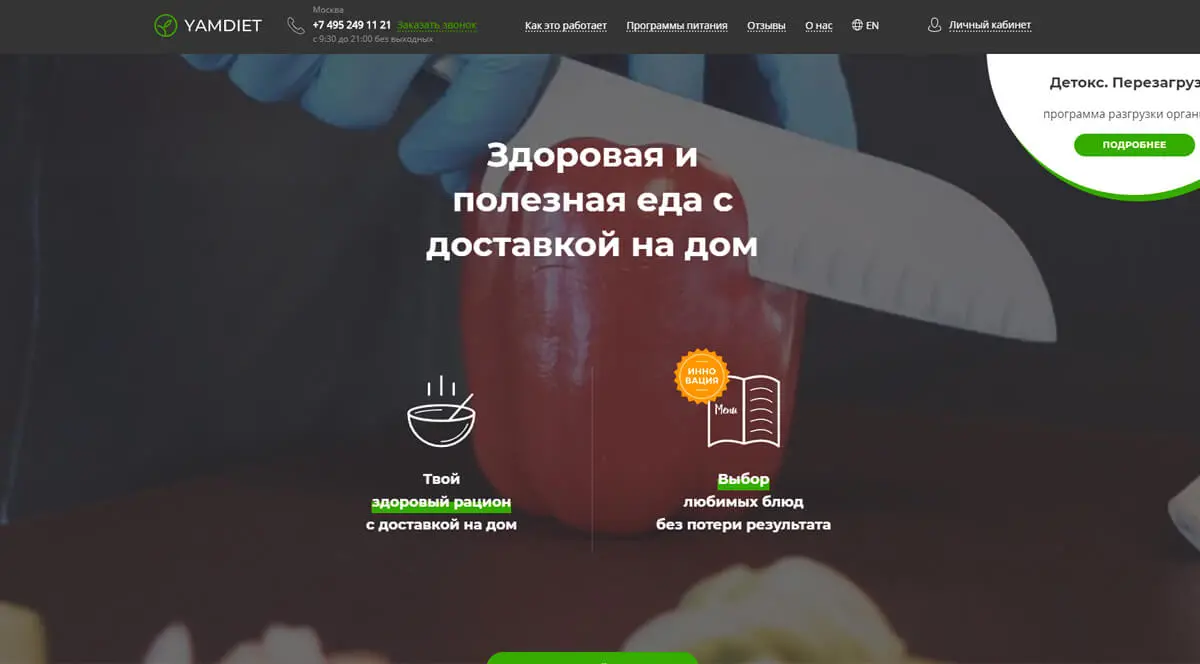 YAMDIET
Москва
+7 495 249 11 21 Заказать звонок
с 9:30 до 21:00 без выходных
Как это работает
Программы питания
Отзывы
О нас
EN
Личный кабинет
Детокс. Перезагруз
программа разгрузки орган
ПОДРОБНЕЕ
Здоровая и
полезная еда с
доставкой на дом
ИННО
ВАЦИЯ
Menu
Твой
здоровый рацион
с доставкой на дом
Выбор
любимых блюд
без потери результата